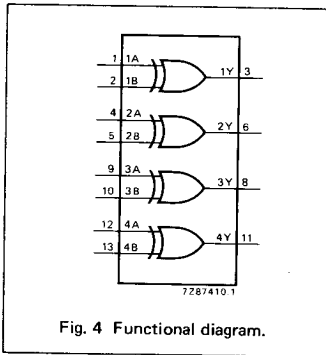 1 1A
1Y 3
2 1B
4 2A
2Y 6
5 2B
9 3A
3Y 8
10 3B
12 4A
4Y 11
13 4B
7Z87410.1
Fig. 4 Functional diagram.